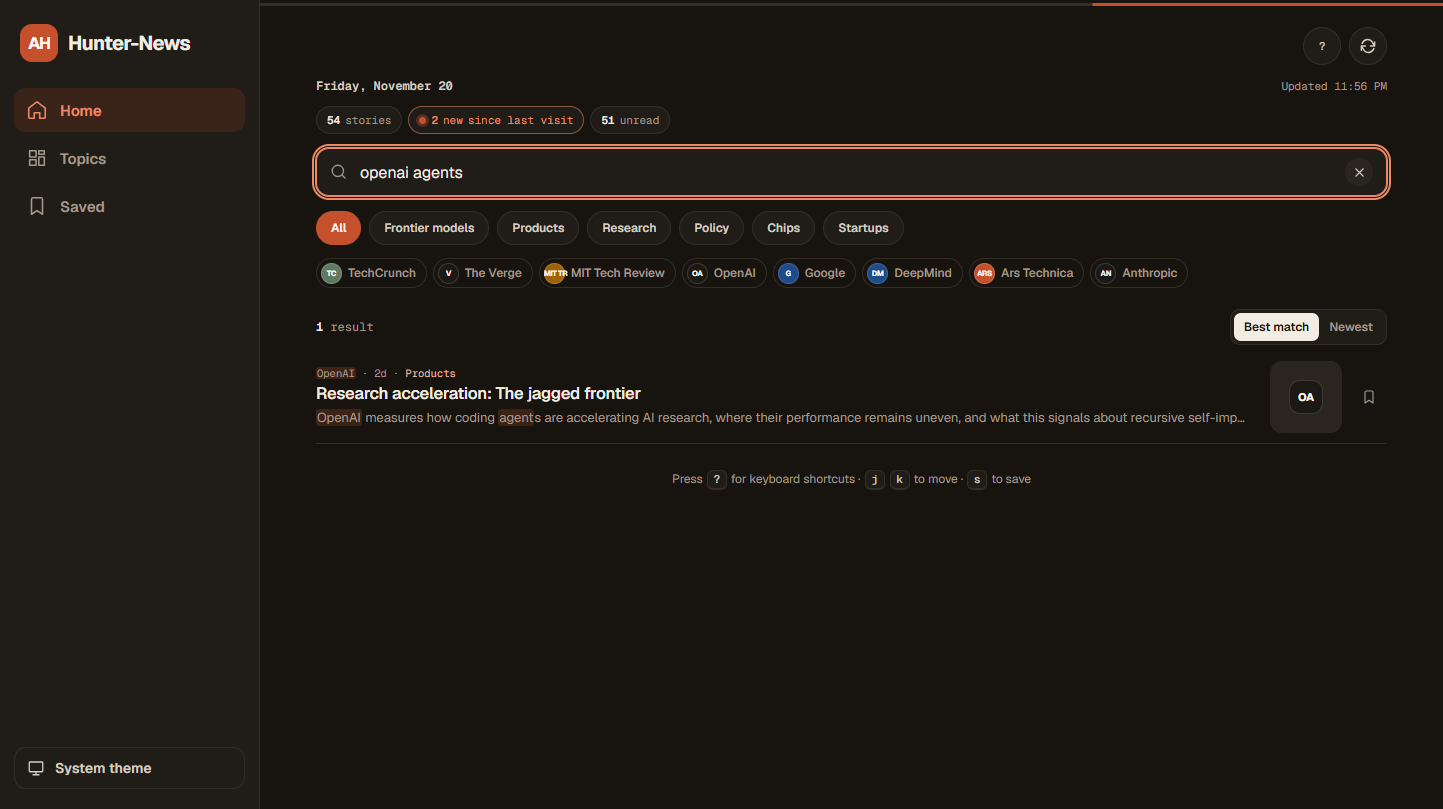 AH Hunter-News
Home
Topics
Saved
System theme
?
Friday, November 20
Updated 11:56 PM
54 stories
2 new since last visit
51 unread
openai agents
All
Frontier models
Products
Research
Policy
Chips
Startups
TC TechCrunch
V The Verge
MIT TR MIT Tech Review
OA OpenAI
G Google
DM DeepMind
ARS Ars Technica
AN Anthropic
1 result
Best match
Newest
OpenAI · 2d · Products
Research acceleration: The jagged frontier
OpenAI measures how coding agents are accelerating AI research, where their performance remains uneven, and what this signals about recursive self-imp…
OA
Press ? for keyboard shortcuts · j k to move · s to save